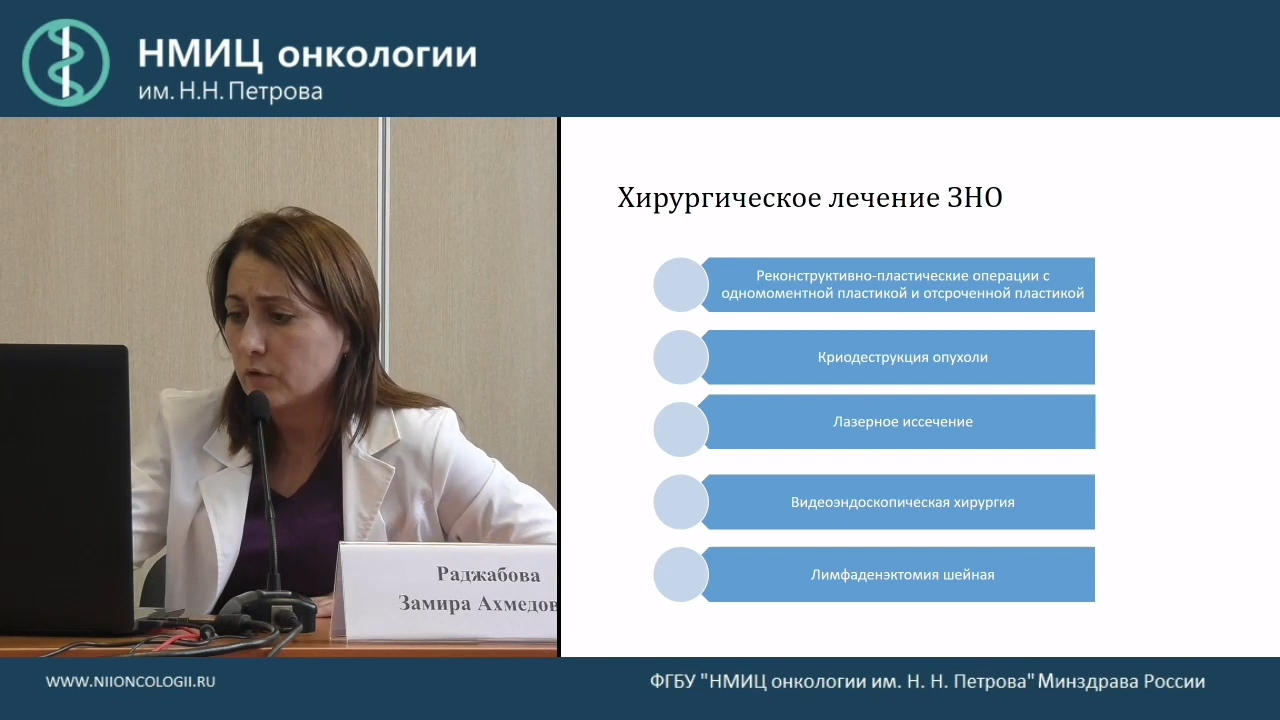 НМИЦ онкологии
им. Н.Н. Петрова
Хирургическое лечение ЗНО
Реконструктивно-пластические операции с
одномоментной пластикой и отсроченной пластикой
Криодеструкция опухоли
Лазерное иссечение
Видеоэндоскопическая хирургия
Лимфаденэктомия шейная
Раджабова
Замира Ахмедов
WWW.NIIONCOLOGII.RU
ФГБУ "НМИЦ онкологии им. Н. Н. Петрова" Минздрава России